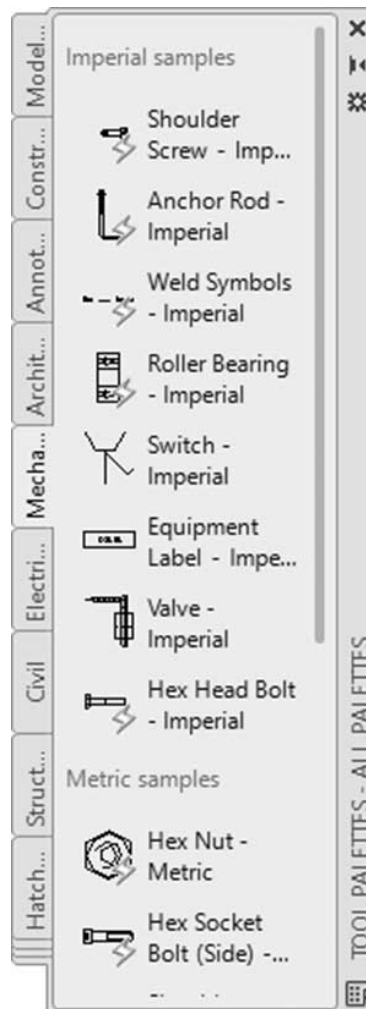 Model...
Constr...
Annot...
Archit...
Mecha...
Electri...
Civil
Struct...
Hatch...
Imperial samples
Shoulder
Screw - Imp...
Anchor Rod -
Imperial
Weld Symbols
- Imperial
Roller Bearing
- Imperial
Switch -
Imperial
Equipment
Label - Impe...
Valve -
Imperial
Hex Head Bolt
- Imperial
Metric samples
Hex Nut -
Metric
Hex Socket
Bolt (Side) -...
TOOL PALETTES - ALL PALETTES